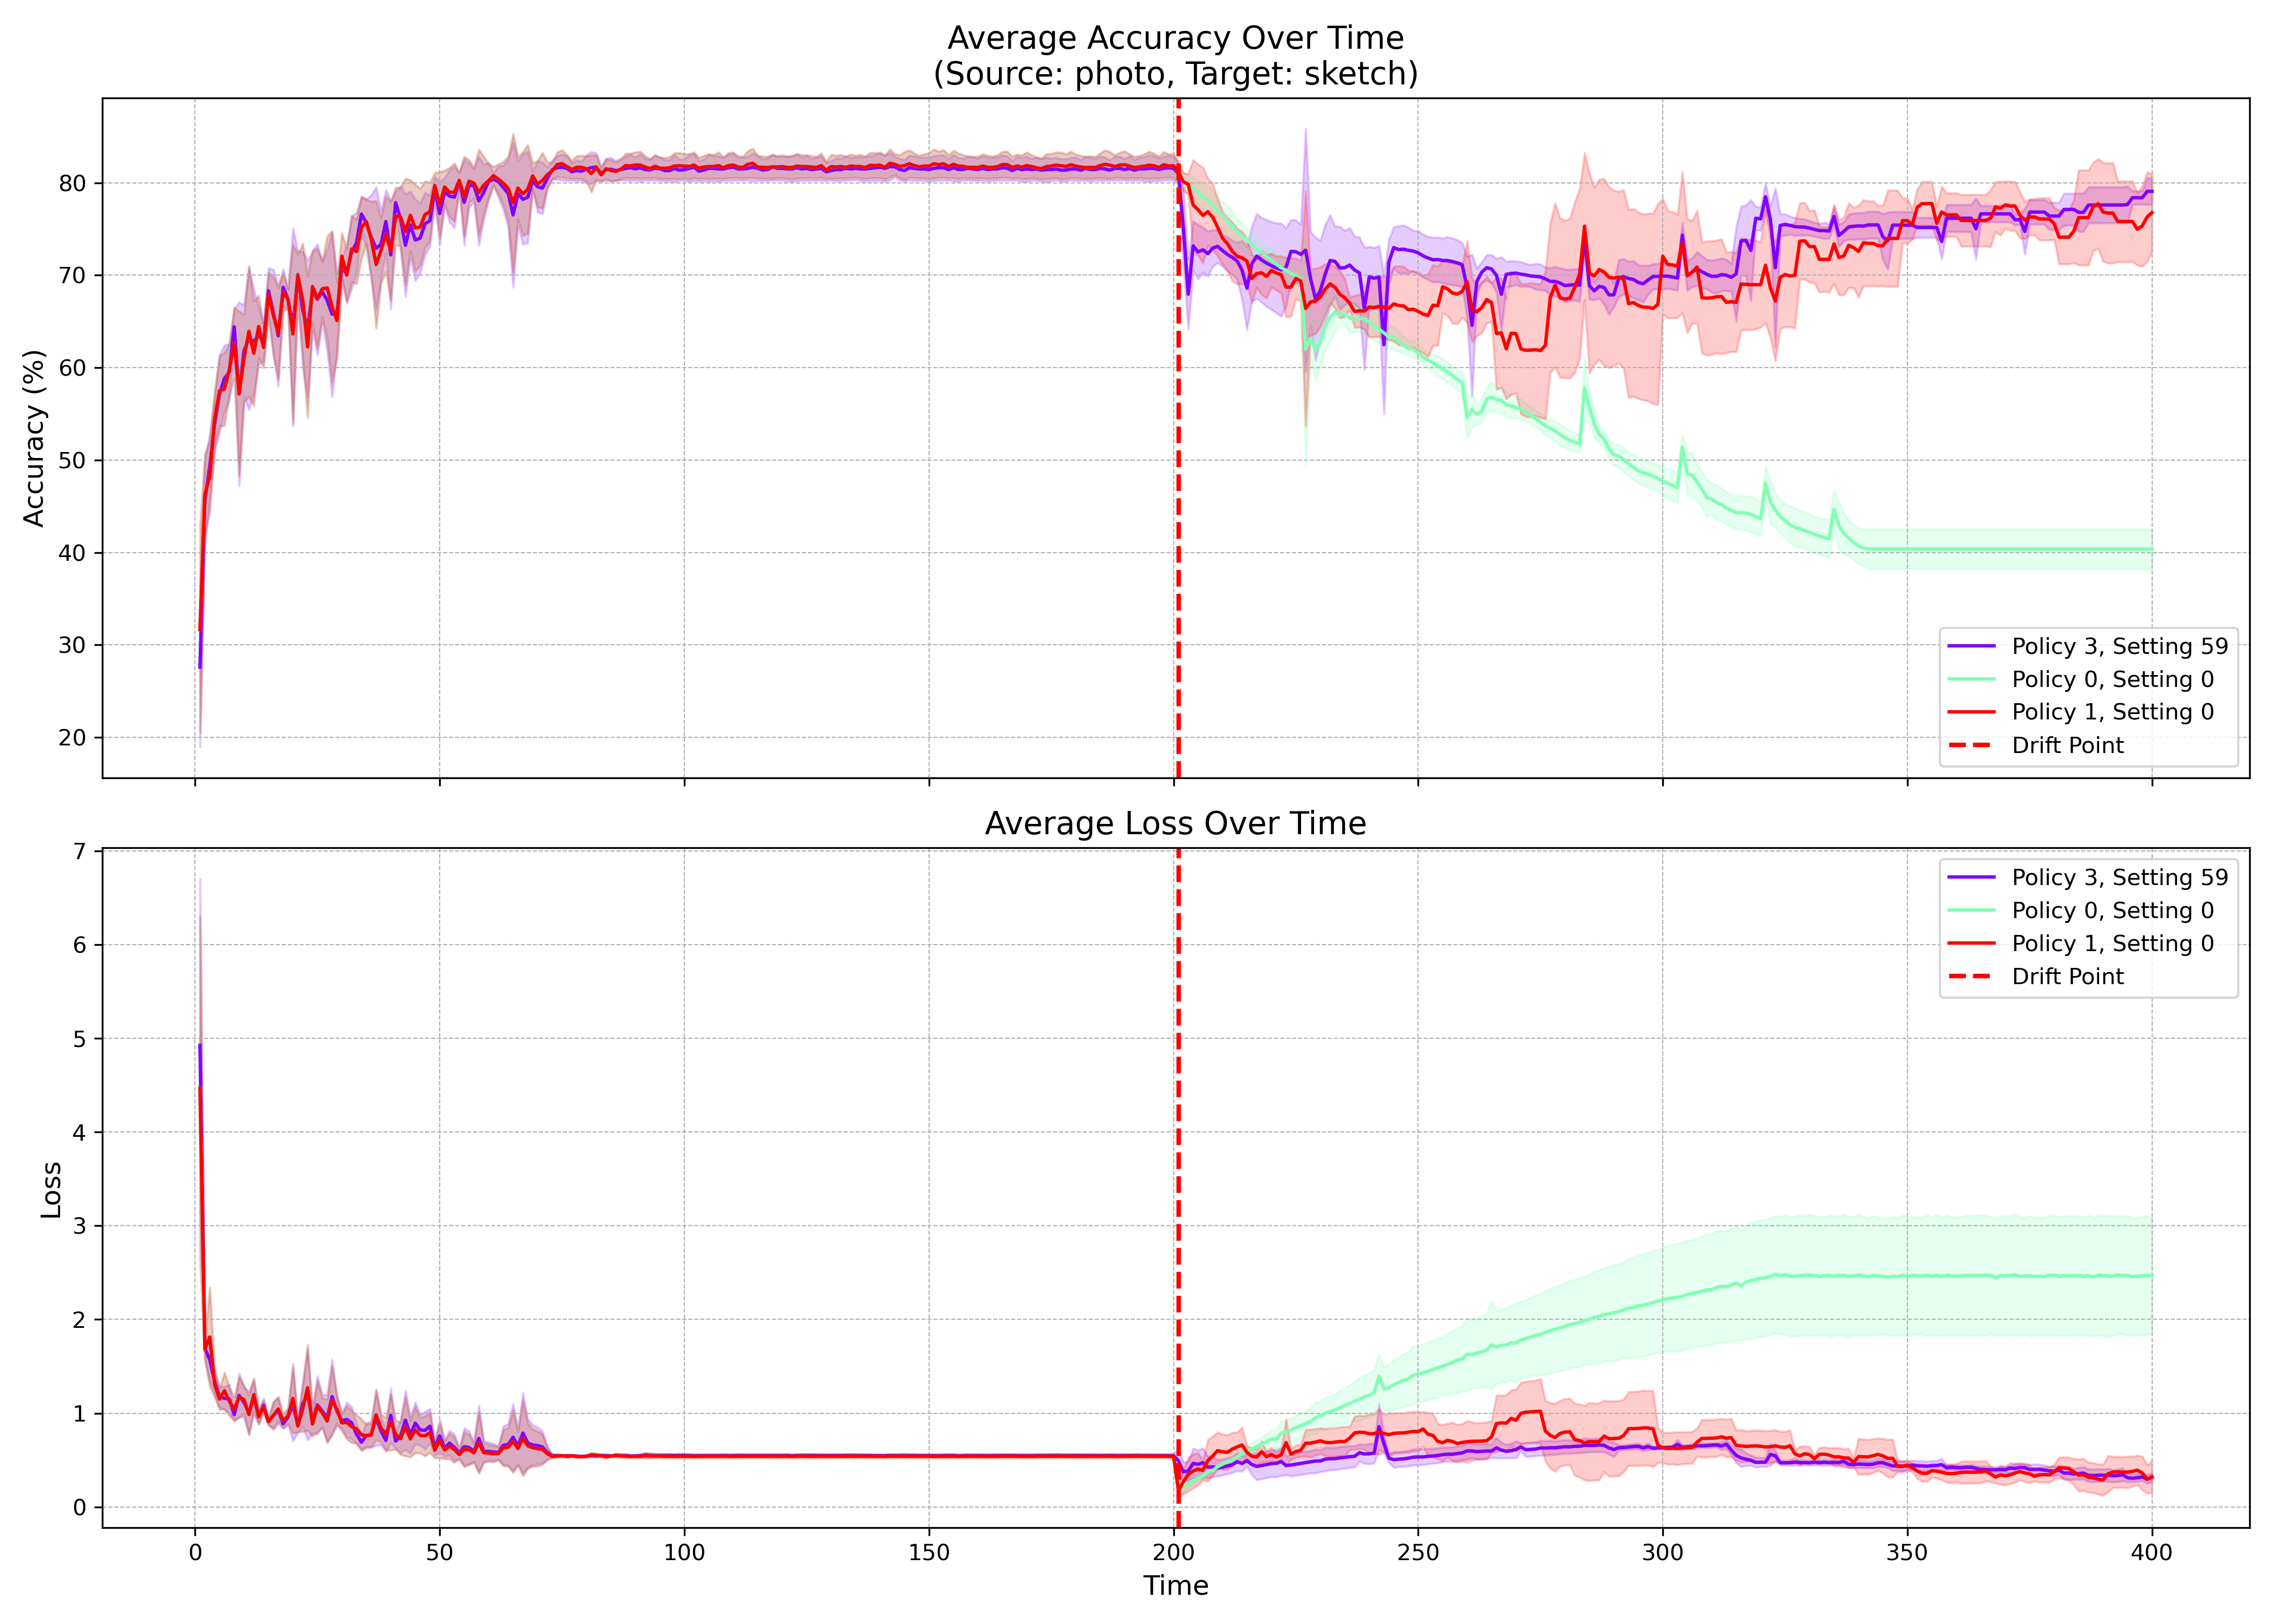 Average Accuracy Over Time
(Source: photo, Target: sketch)
Accuracy (%)
80
70
60
50
40
30
20
Policy 3, Setting 59
Policy 0, Setting 0
Policy 1, Setting 0
Drift Point
Average Loss Over Time
Loss
7
6
5
4
3
2
1
0
Policy 3, Setting 59
Policy 0, Setting 0
Policy 1, Setting 0
Drift Point
0 50 100 150 200 250 300 350 400
Time